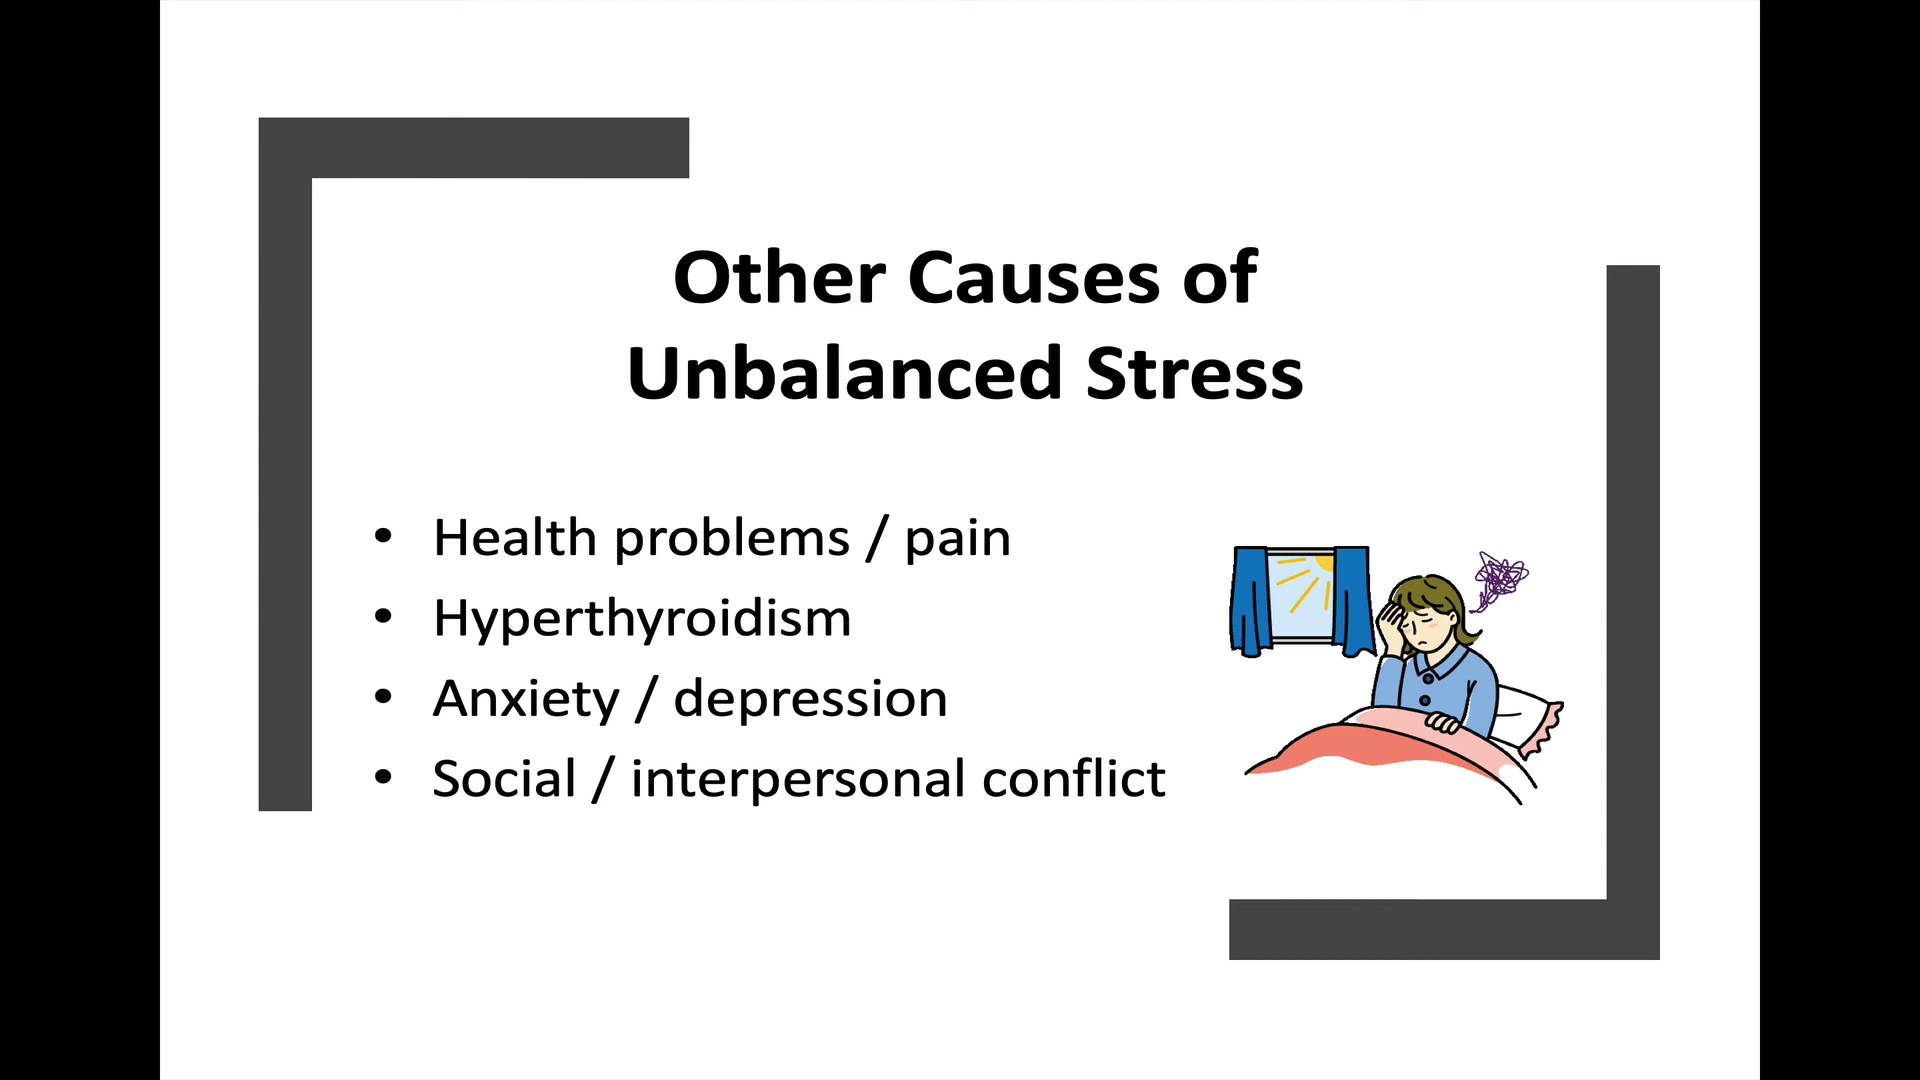 Other Causes of
Unbalanced Stress
• Health problems / pain
• Hyperthyroidism
• Anxiety / depression
• Social / interpersonal conflict